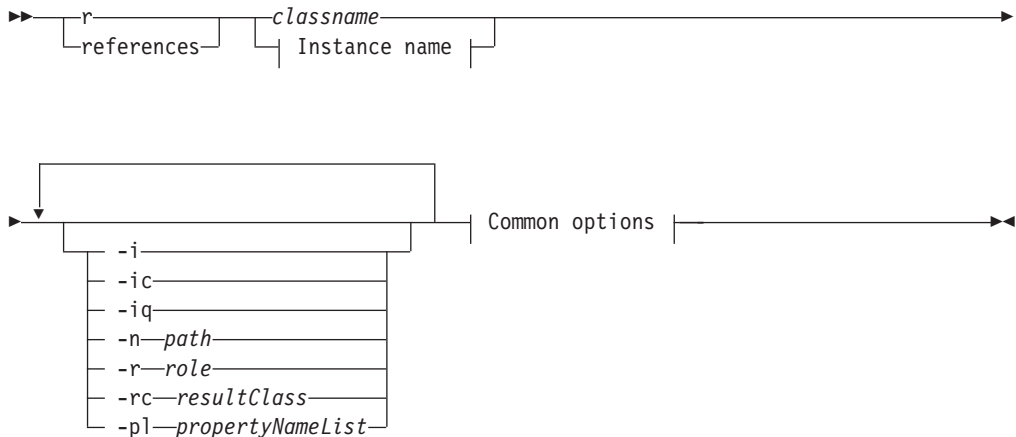 r classname
references Instance name
Common options
-i
-ic
-iq
-n path
-r role
-rc resultClass
-pl propertyNameList